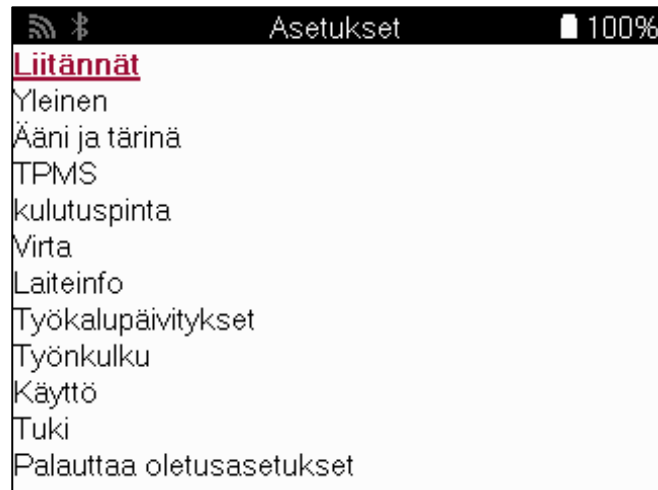 Asetukset 100%
Liitännät
Yleinen
Ääni ja tärinä
TPMS
kulutuspinta
Virta
Laiteinfo
Työkalupäivitykset
Työnkulku
Käyttö
Tuki
Palauttaa oletusasetukset